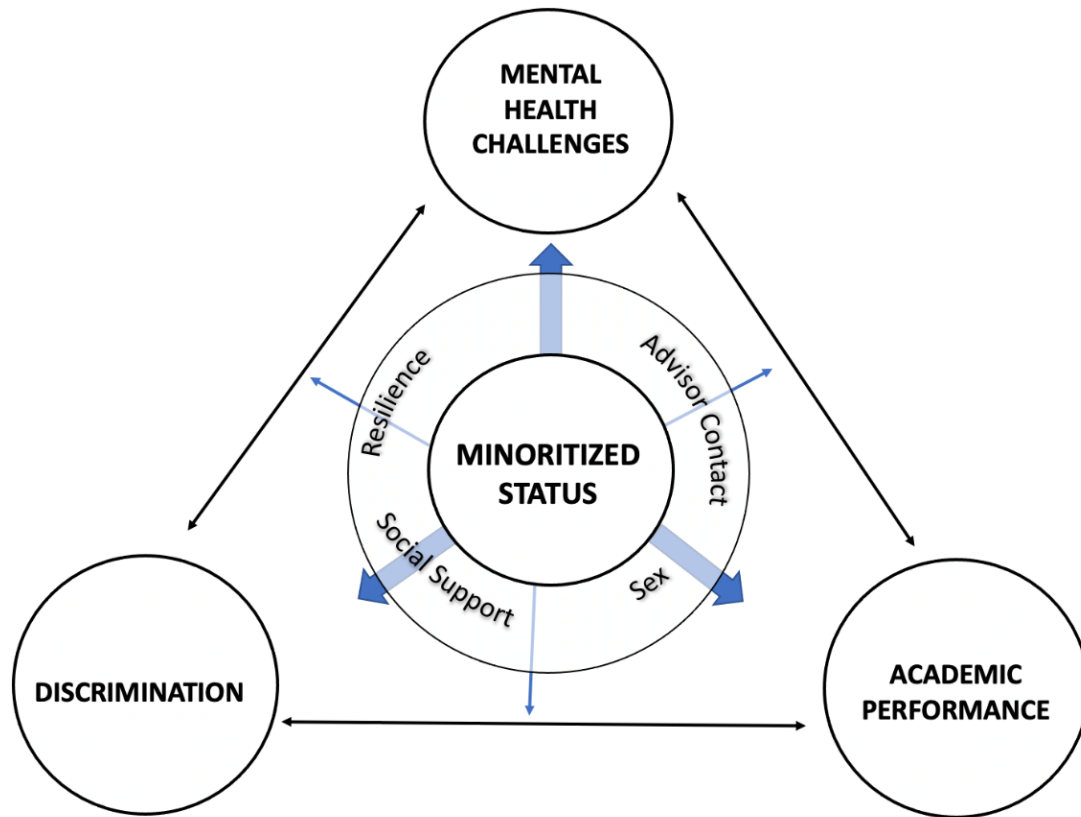 MENTAL
HEALTH
CHALLENGES
Resilience
Advisor Contact
MINORITIZED
STATUS
Social Support
Sex
DISCRIMINATION
ACADEMIC
PERFORMANCE